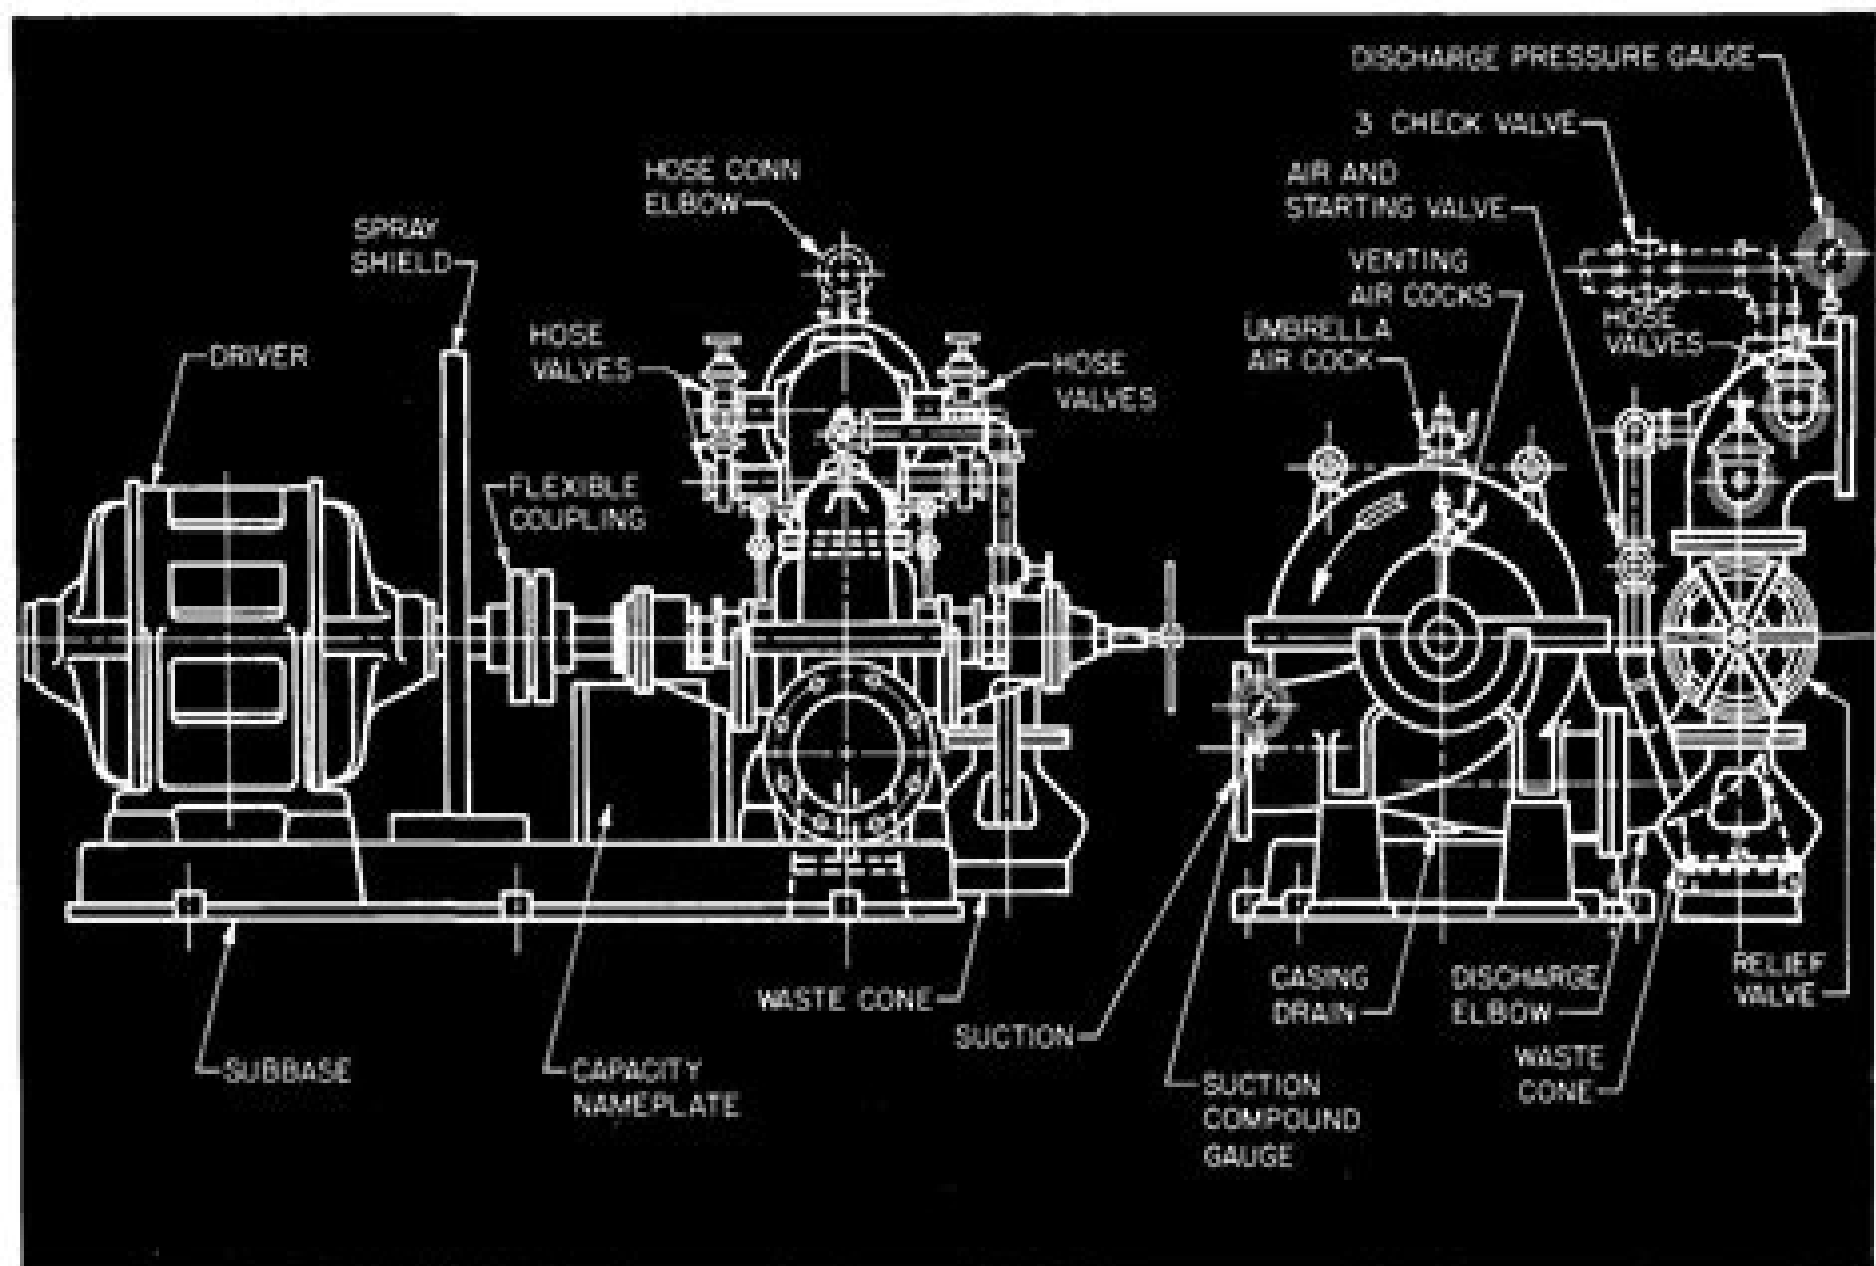 DISCHARGE PRESSURE GAUGE
3 CHECK VALVE
HOSE CONN
ELBOW
AIR AND
STARTING VALVE
SPRAY
SHIELD
VENTING
AIR COCKS
HOSE
VALVES
HOSE
VALVES
UMBRELLA
AIR COCK
HOSE
VALVES
DRIVER
FLEXIBLE
COUPLING
WASTE CONE
SUCTION
CASING
DRAIN
DISCHARGE
ELBOW
RELIEF
VALVE
SUBBASE
CAPACITY
NAMEPLATE
SUCTION
COMPOUND
GAUGE
WASTE
CONE